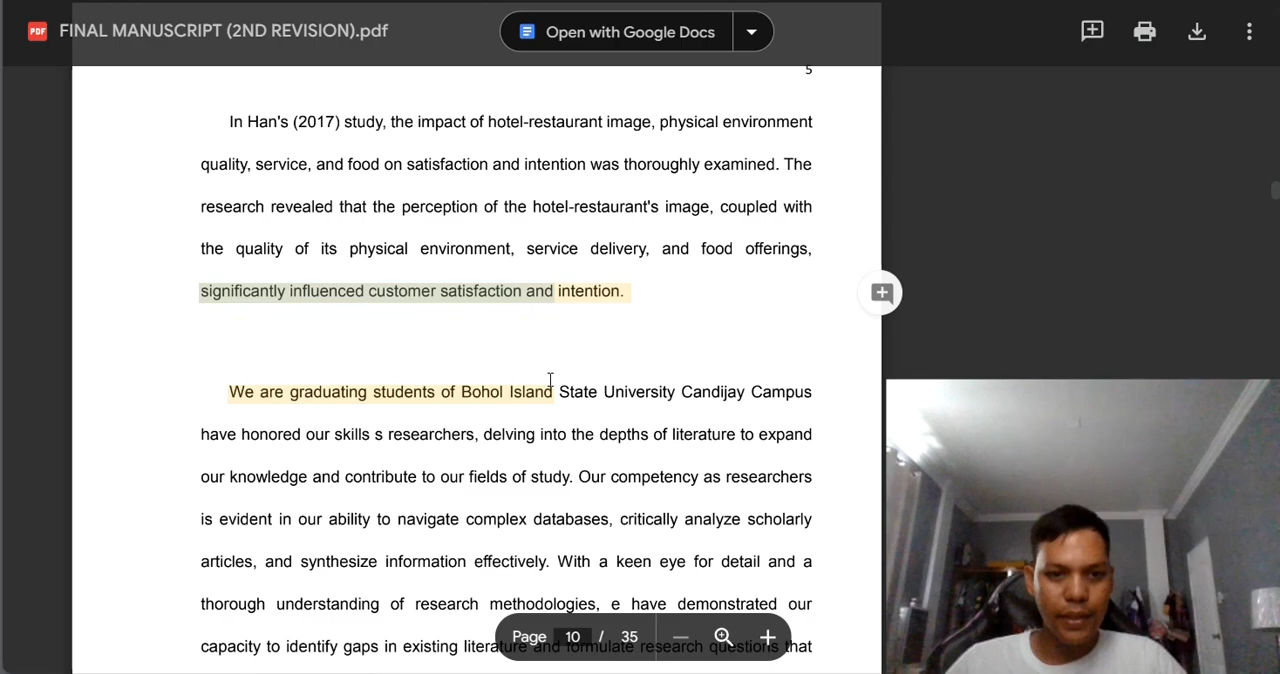 FINAL MANUSCRIPT (2ND REVISION).pdf
Open with Google Docs
5
In Han's (2017) study, the impact of hotel-restaurant image, physical environment
quality, service, and food on satisfaction and intention was thoroughly examined. The
research revealed that the perception of the hotel-restaurant's image, coupled with
the quality of its physical environment, service delivery, and food offerings,
significantly influenced customer satisfaction and intention.
We are graduating students of Bohol Island State University Candijay Campus
have honored our skills s researchers, delving into the depths of literature to expand
our knowledge and contribute to our fields of study. Our competency as researchers
is evident in our ability to navigate complex databases, critically analyze scholarly
articles, and synthesize information effectively. With a keen eye for detail and a
thorough understanding of research methodologies, e have demonstrated our
capacity to identify gaps in existing literature and formulate research questions that
Page 10 / 35
PDF